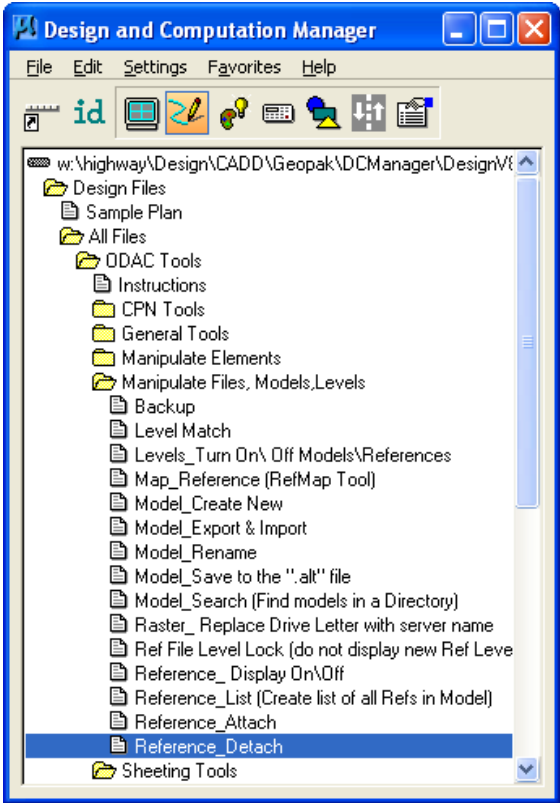 Design and Computation Manager
File Edit Settings Favorites Help
id
w:\highway\Design\CADD\Geopak\DCManager\DesignV8
Design Files
Sample Plan
All Files
ODAC Tools
Instructions
CPN Tools
General Tools
Manipulate Elements
Manipulate Files, Models,Levels
Backup
Level Match
Levels_Turn On\ Off Models\References
Map_Reference (RefMap Tool)
Model_Create New
Model_Export & Import
Model_Rename
Model_Save to the ".alt" file
Model_Search (Find models in a Directory)
Raster_ Replace Drive Letter with server name
Ref File Level Lock (do not display new Ref Leve
Reference_ Display On\Off
Reference_List (Create list of all Refs in Model)
Reference_Attach
Reference_Detach
Sheeting Tools